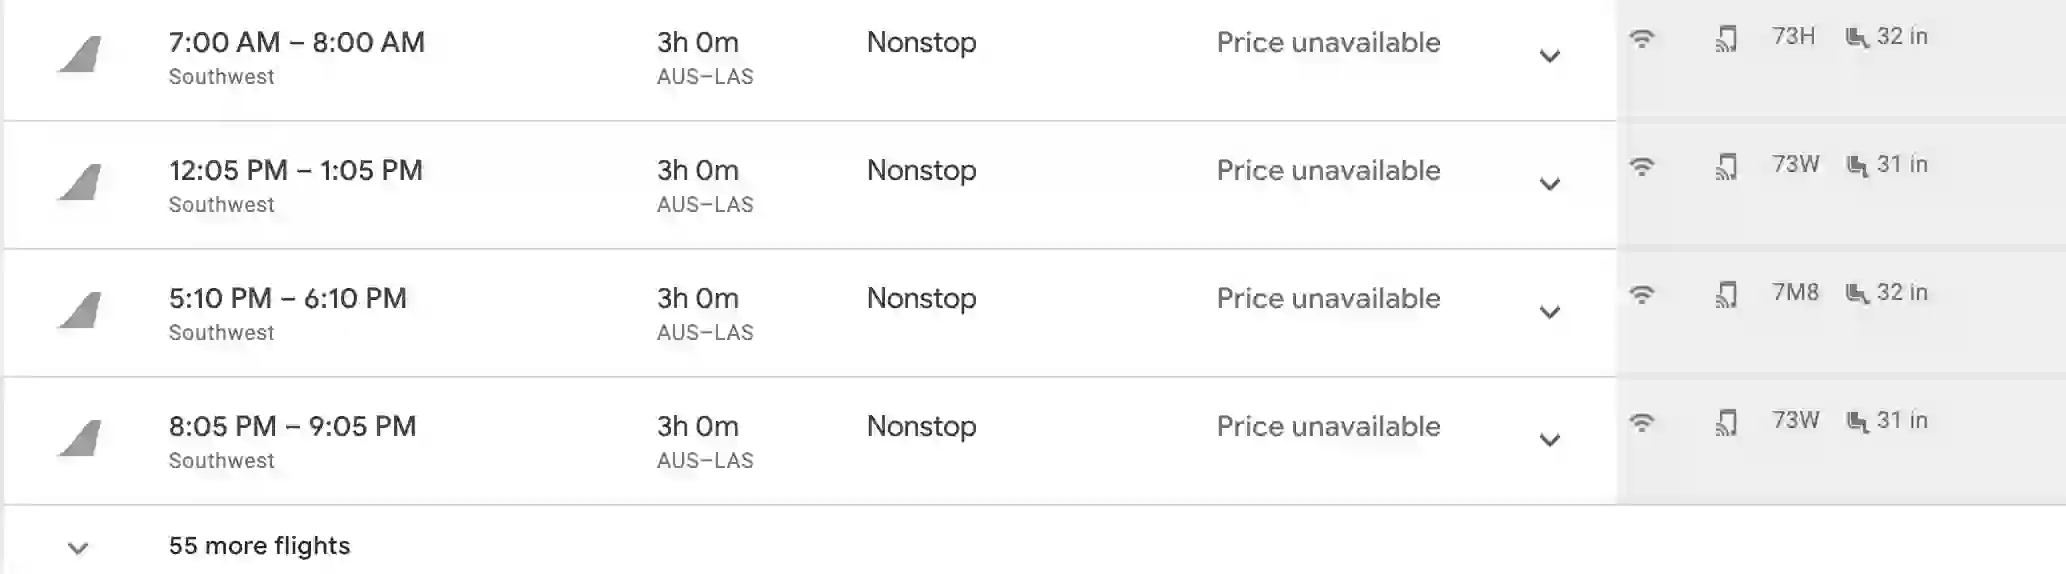 7:00 AM – 8:00 AM 3h 0m Nonstop Price unavailable 73H 32 in
Southwest AUS–LAS
12:05 PM – 1:05 PM 3h 0m Nonstop Price unavailable 73W 31 in
Southwest AUS–LAS
5:10 PM – 6:10 PM 3h 0m Nonstop Price unavailable 7M8 32 in
Southwest AUS–LAS
8:05 PM – 9:05 PM 3h 0m Nonstop Price unavailable 73W 31 in
Southwest AUS–LAS
55 more flights